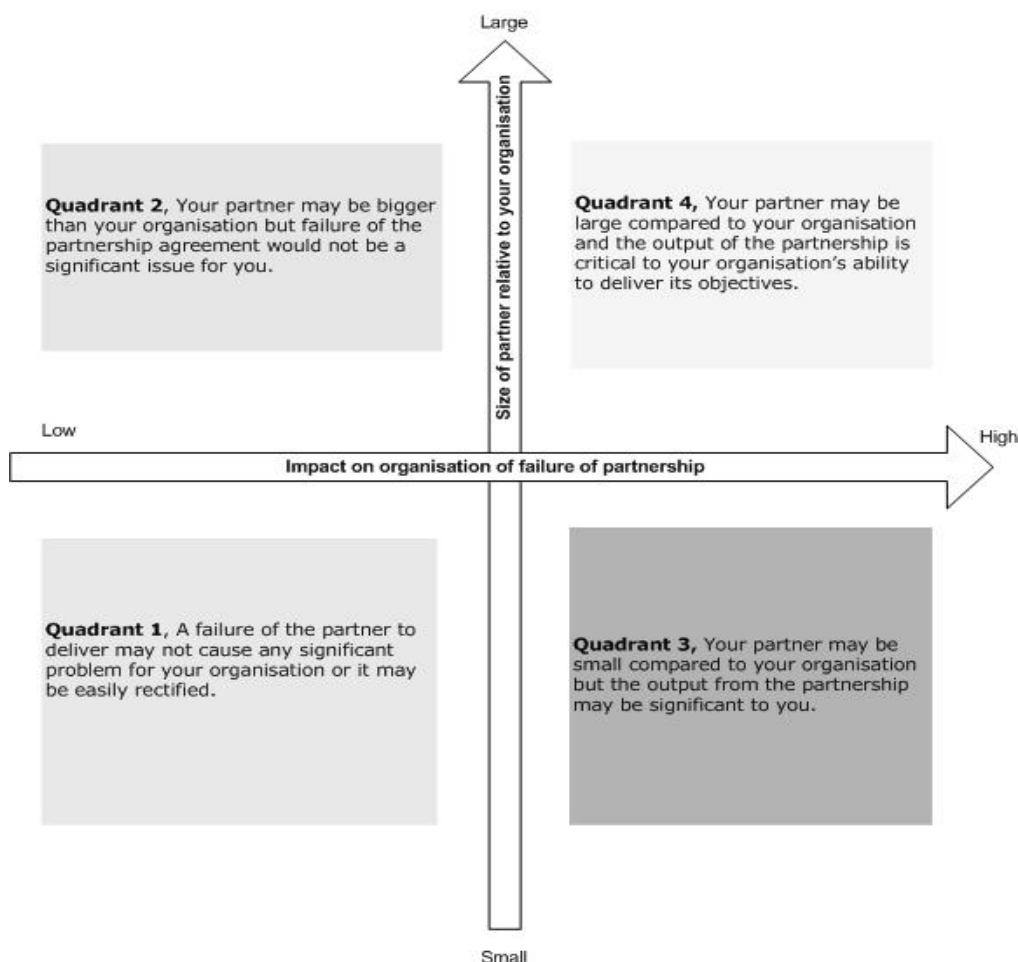 Large
Size of partner relative to your organisation
Quadrant 2, Your partner may be bigger
than your organisation but failure of the
partnership agreement would not be a
significant issue for you.
Quadrant 4, Your partner may be
large compared to your organisation
and the output of the partnership is
critical to your organisation's ability
to deliver its objectives.
Low
High
Impact on organisation of failure of partnership
Quadrant 1, A failure of the partner to
deliver may not cause any significant
problem for your organisation or it may
be easily rectified.
Quadrant 3, Your partner may be
small compared to your organisation
but the output from the partnership
may be significant to you.
Small